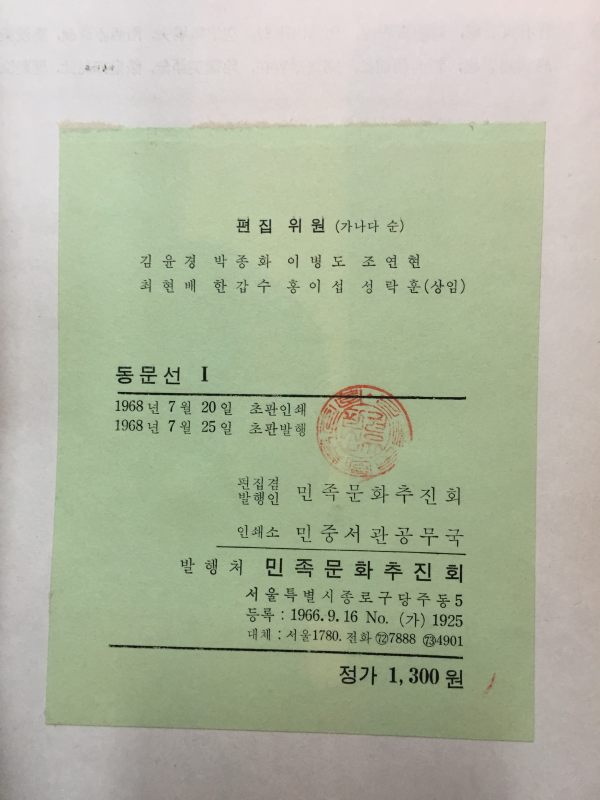 편집 위원 (가나다 순)
김윤경 박종화 이병도 조연현
최현배 한갑수 홍이섭 성락훈(상임)
동문선 I
1968년 7월 20일 초판인쇄
1968년 7월 25일 초판발행
편집겸
발행인 민족문화추진회
인쇄소 민중서관공무국
발행처 민족문화추진회
서울특별시종로구당주동5
등록 : 1966.9.16 No. (가) 1925
대체 : 서울1780. 전화 ㉒7888 ㉓4901
정가 1,300원